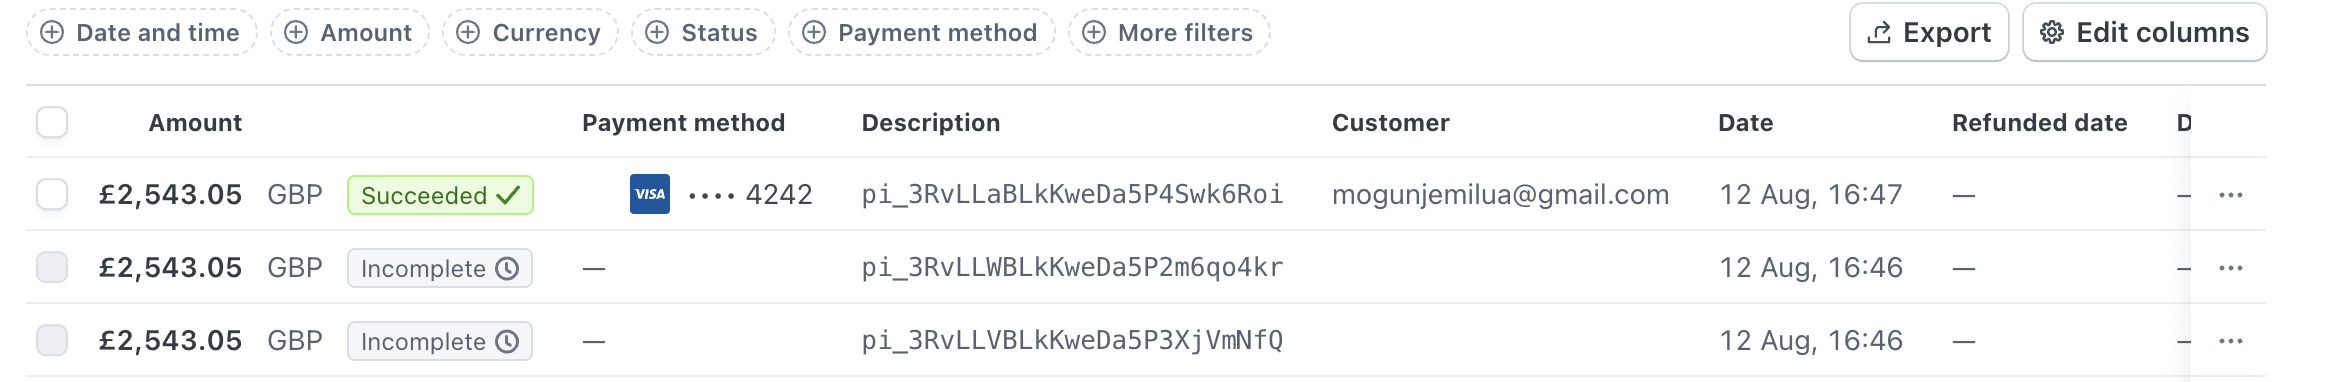 Date and time Amount Currency Status Payment method More filters Export Edit columns
Amount Payment method Description Customer Date Refunded date D
£2,543.05 GBP Succeeded VISA •••• 4242 pi_3RvLLaBLkKweDa5P4Swk6Roi mogunjemilua@gmail.com 12 Aug, 16:47 — —
£2,543.05 GBP Incomplete — pi_3RvLLWBLkKweDa5P2m6qo4kr 12 Aug, 16:46 — —
£2,543.05 GBP Incomplete — pi_3RvLLVBLkKweDa5P3XjVmNfQ 12 Aug, 16:46 — —